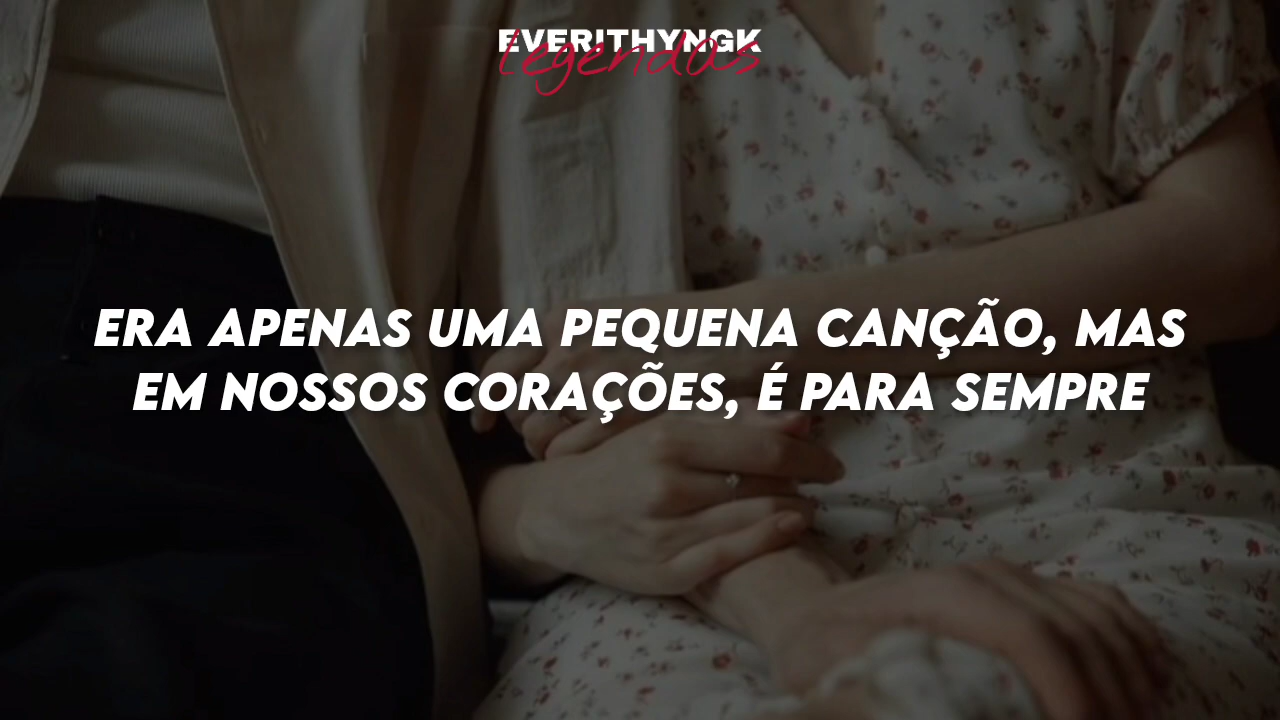 EVERITHYNGK
legendas
ERA APENAS UMA PEQUENA CANÇÃO, MAS
EM NOSSOS CORAÇÕES, É PARA SEMPRE